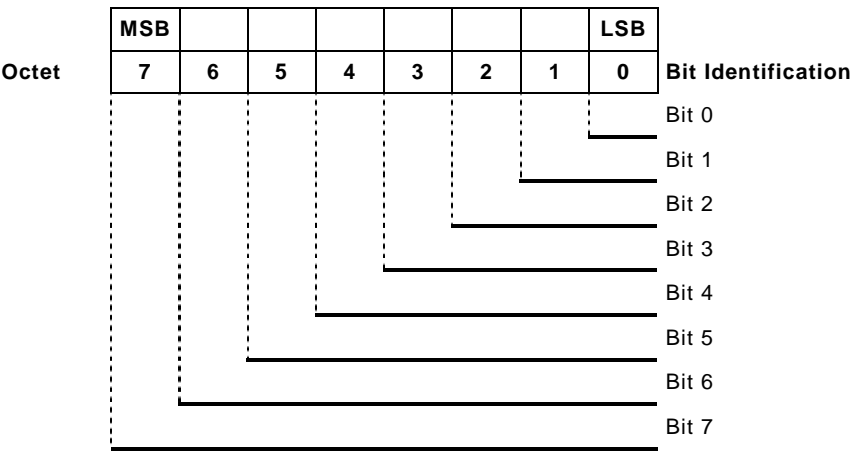 MSB LSB
Octet 7 6 5 4 3 2 1 0 Bit Identification
Bit 0
Bit 1
Bit 2
Bit 3
Bit 4
Bit 5
Bit 6
Bit 7